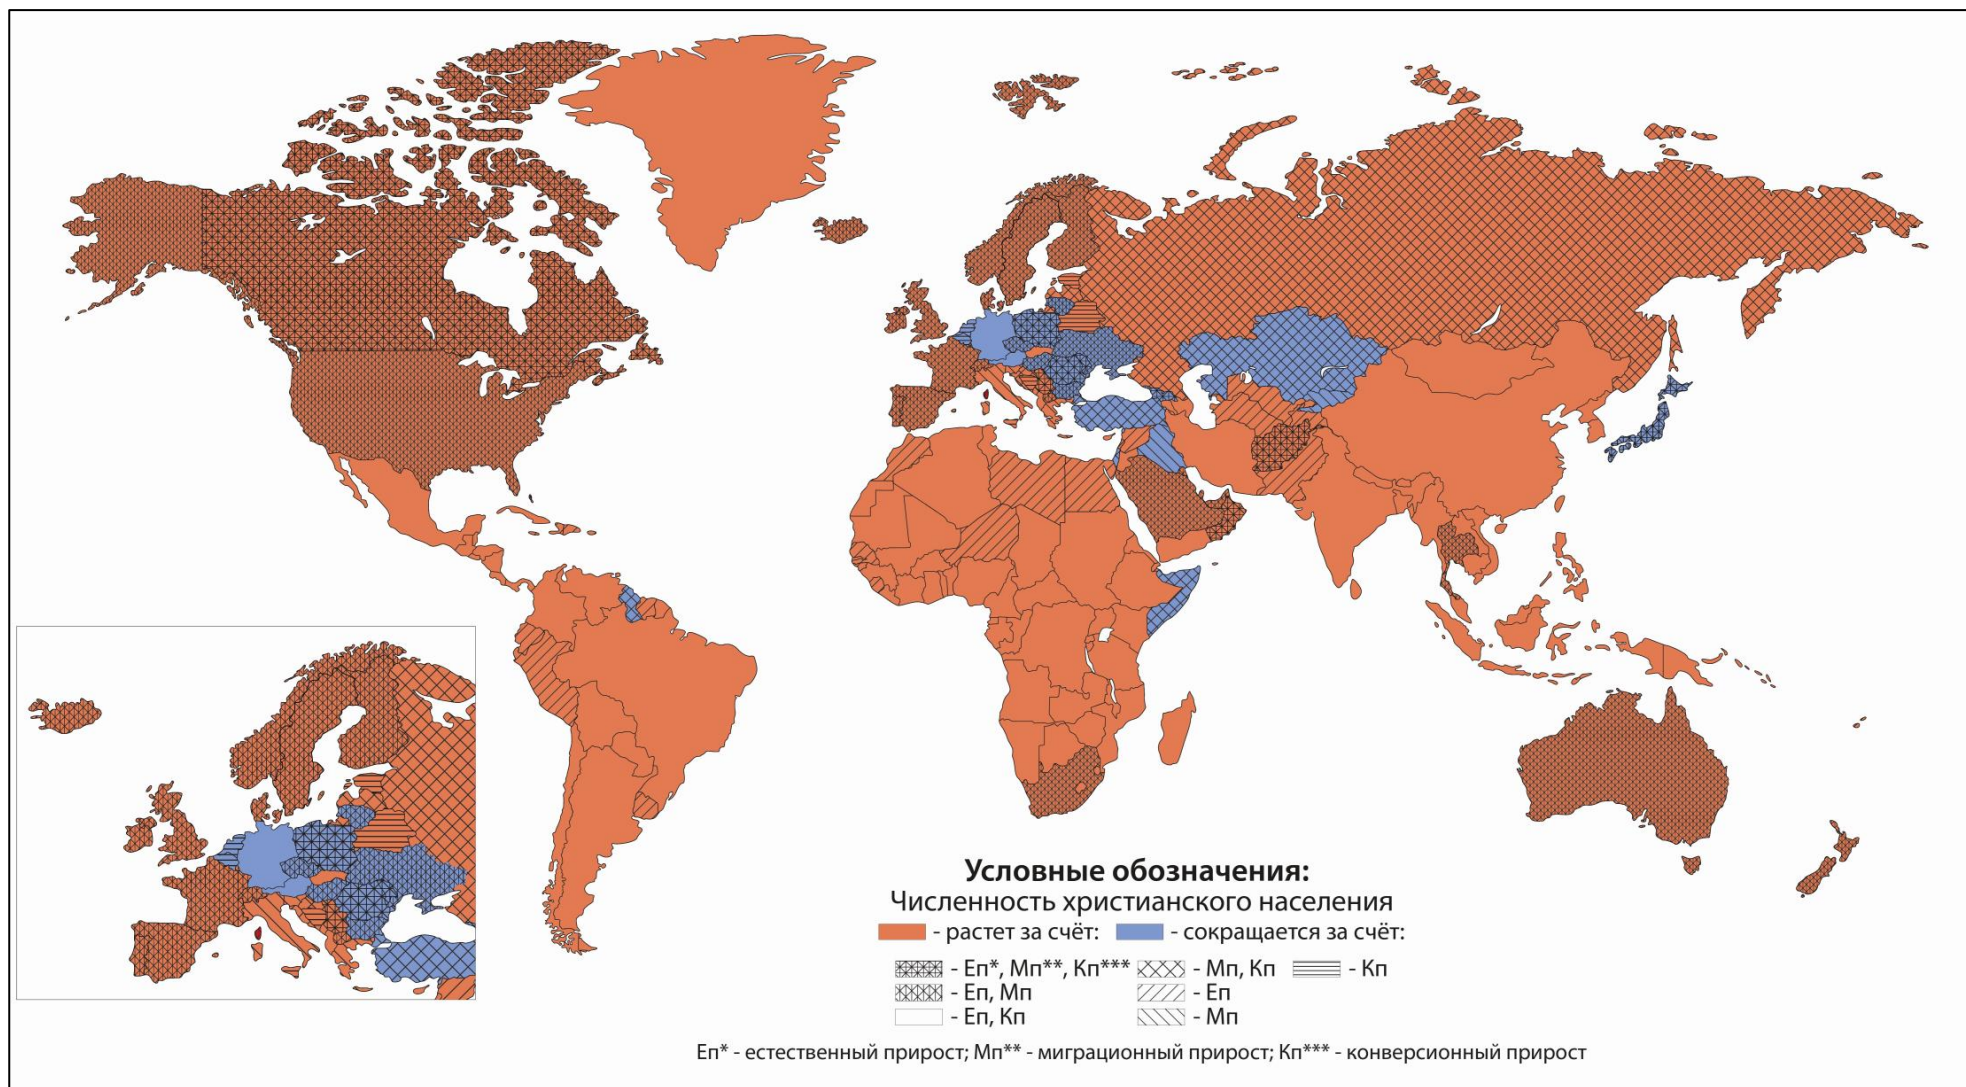 Условные обозначения:
Численность христианского населения
- растет за счёт: - сокращается за счёт:
- Еп*, Мп**, Кп*** - Мп, Кп - Кп
- Еп, Мп - Еп
- Еп, Кп - Мп
Еп* - естественный прирост; Мп** - миграционный прирост; Кп*** - конверсионный прирост